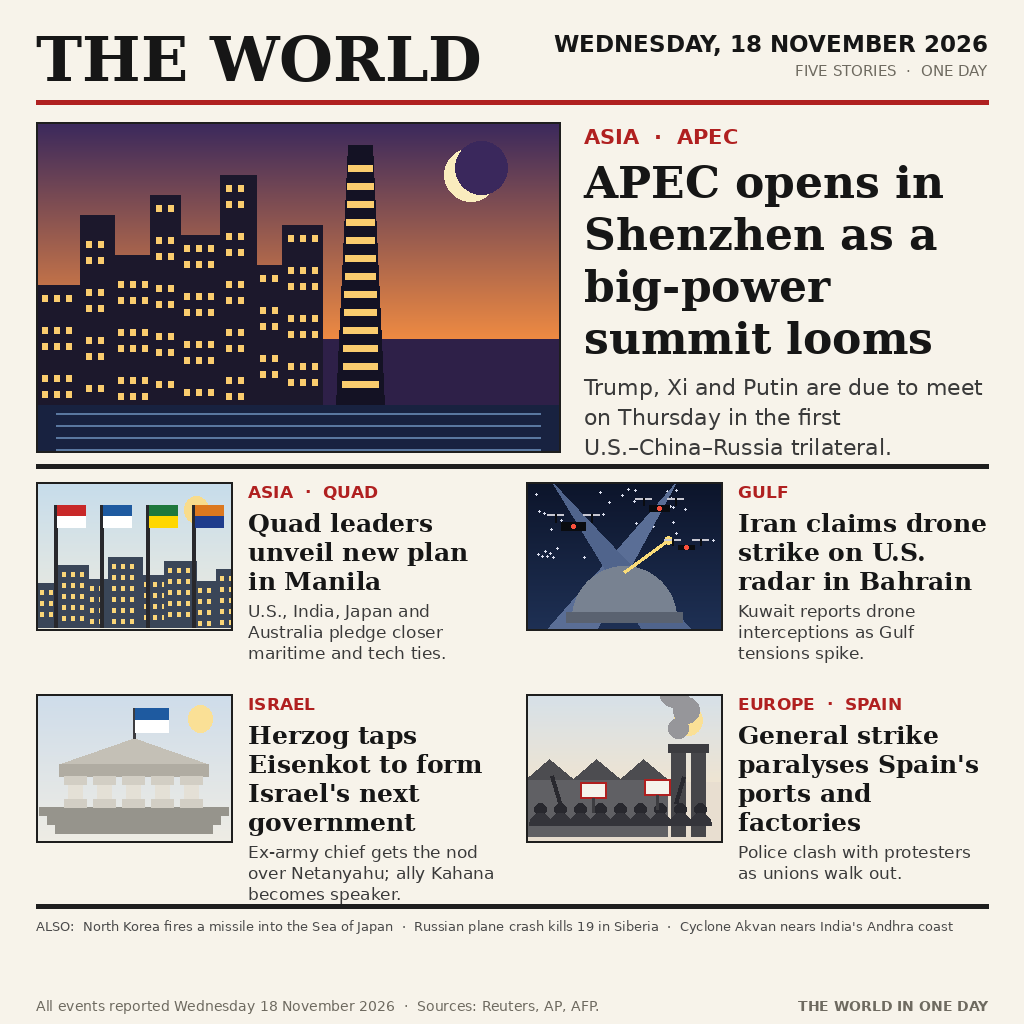 THE WORLD
WEDNESDAY, 18 NOVEMBER 2026
FIVE STORIES · ONE DAY
ASIA · APEC
APEC opens in
Shenzhen as a
big-power
summit looms
Trump, Xi and Putin are due to meet
on Thursday in the first
U.S.–China–Russia trilateral.
ASIA · QUAD
Quad leaders
unveil new plan
in Manila
U.S., India, Japan and
Australia pledge closer
maritime and tech ties.
GULF
Iran claims drone
strike on U.S.
radar in Bahrain
Kuwait reports drone
interceptions as Gulf
tensions spike.
ISRAEL
Herzog taps
Eisenkot to form
Israel's next
government
Ex-army chief gets the nod
over Netanyahu; ally Kahana
becomes speaker.
EUROPE · SPAIN
General strike
paralyses Spain's
ports and
factories
Police clash with protesters
as unions walk out.
ALSO: North Korea fires a missile into the Sea of Japan · Russian plane crash kills 19 in Siberia · Cyclone Akvan nears India's Andhra coast
All events reported Wednesday 18 November 2026 · Sources: Reuters, AP, AFP.
THE WORLD IN ONE DAY